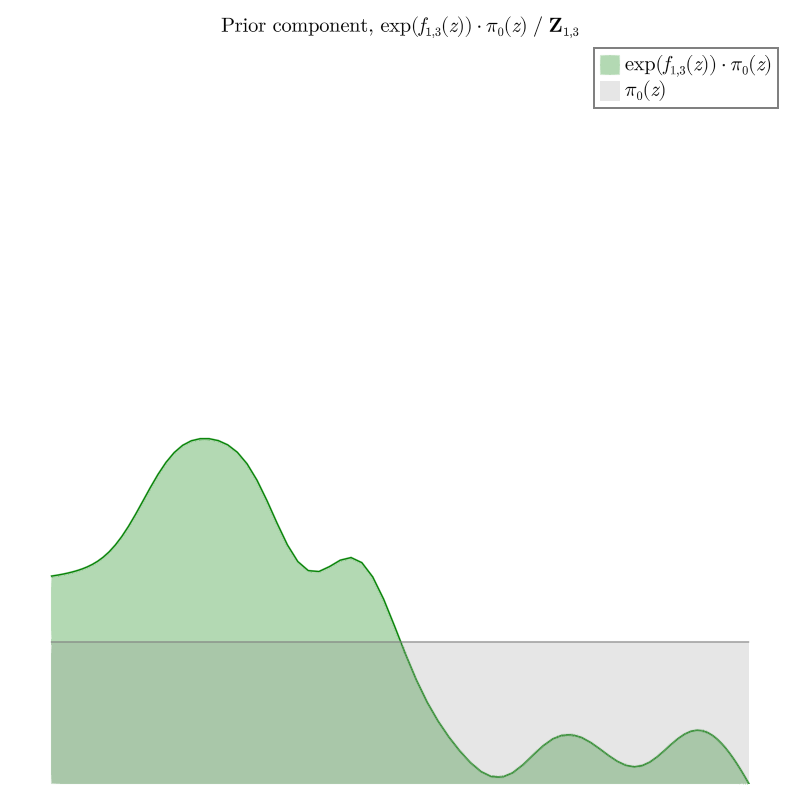 Prior component, exp(f₁,₃(z)) · π₀(z) / Z₁,₃
exp(f₁,₃(z)) · π₀(z)
π₀(z)